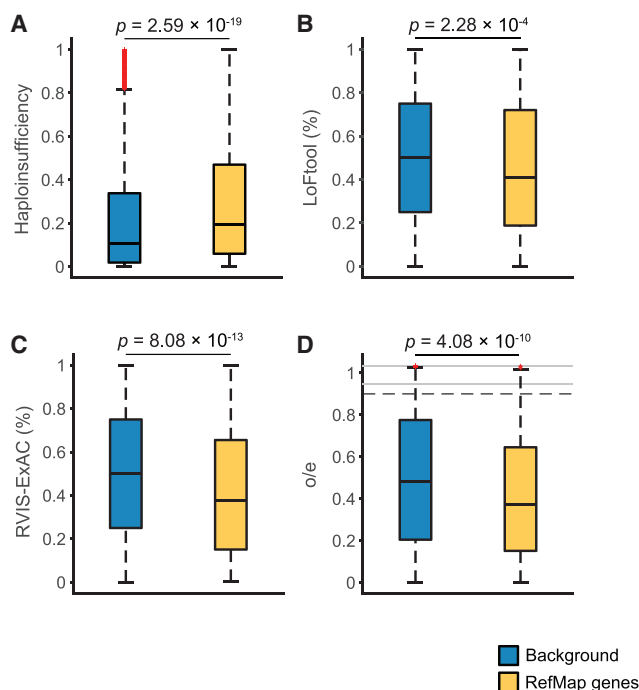 A
p = 2.59 × 10⁻¹⁹
Haploinsufficiency
1
0.8
0.6
0.4
0.2
0
B
p = 2.28 × 10⁻⁴
LoFtool (%)
1
0.8
0.6
0.4
0.2
0
C
p = 8.08 × 10⁻¹³
RVIS-ExAC (%)
1
0.8
0.6
0.4
0.2
0
D
p = 4.08 × 10⁻¹⁰
o/e
1
0.8
0.6
0.4
0.2
0
Background
RefMap genes